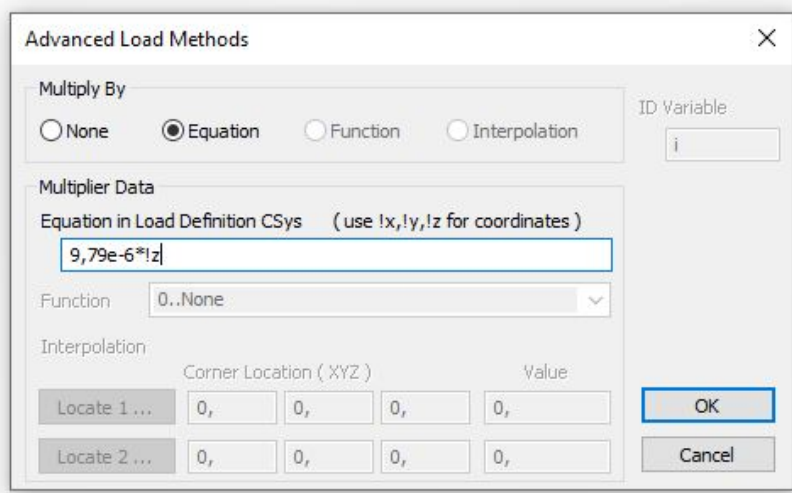 Advanced Load Methods
Multiply By
None Equation Function Interpolation
ID Variable
i
Multiplier Data
Equation in Load Definition CSys ( use !x,!y,!z for coordinates )
9,79e-6*!z
Function 0..None
Interpolation
Corner Location ( XYZ ) Value
Locate 1 ... 0, 0, 0, 0,
OK
Locate 2 ... 0, 0, 0, 0,
Cancel